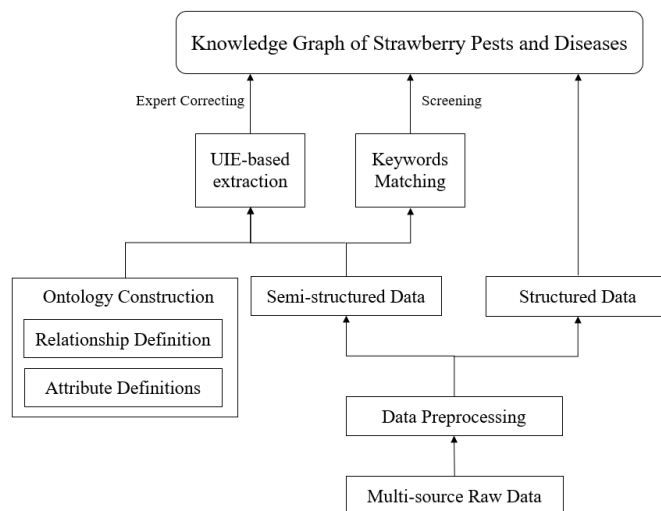 Knowledge Graph of Strawberry Pests and Diseases
Expert Correcting
Screening
UIE-based
extraction
Keywords
Matching
Ontology Construction
Relationship Definition
Attribute Definitions
Semi-structured Data
Structured Data
Data Preprocessing
Multi-source Raw Data